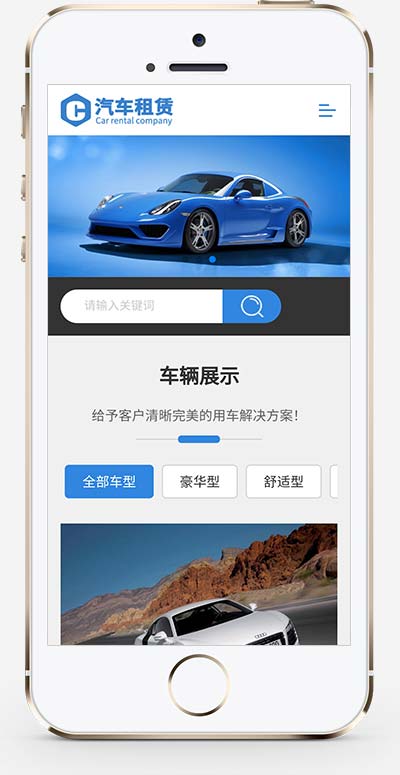 汽车租赁
Car rental company
请输入关键词
车辆展示
给予客户清晰完美的用车解决方案！
全部车型
豪华型
舒适型